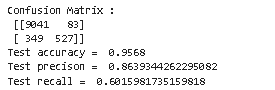 Confusion Matrix :
[[9041 83]
[ 349 527]]
Test accuracy = 0.9568
Test precison = 0.8639344262295082
Test recall = 0.6015981735159818